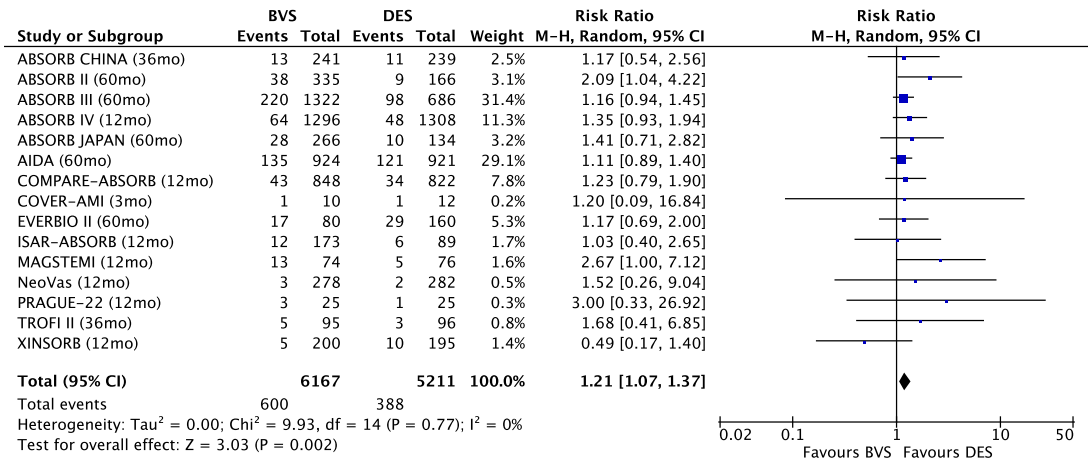 BVS DES Risk Ratio Risk Ratio
Study or Subgroup Events Total Events Total Weight M-H, Random, 95% CI M-H, Random, 95% CI
ABSORB CHINA (36mo) 13 241 11 239 2.5% 1.17 [0.54, 2.56]
ABSORB II (60mo) 38 335 9 166 3.1% 2.09 [1.04, 4.22]
ABSORB III (60mo) 220 1322 98 686 31.4% 1.16 [0.94, 1.45]
ABSORB IV (12mo) 64 1296 48 1308 11.3% 1.35 [0.93, 1.94]
ABSORB JAPAN (60mo) 28 266 10 134 3.2% 1.41 [0.71, 2.82]
AIDA (60mo) 135 924 121 921 29.1% 1.11 [0.89, 1.40]
COMPARE-ABSORB (12mo) 43 848 34 822 7.8% 1.23 [0.79, 1.90]
COVER-AMI (3mo) 1 10 1 12 0.2% 1.20 [0.09, 16.84]
EVERBIO II (60mo) 17 80 29 160 5.3% 1.17 [0.69, 2.00]
ISAR-ABSORB (12mo) 12 173 6 89 1.7% 1.03 [0.40, 2.65]
MAGSTEMI (12mo) 13 74 5 76 1.6% 2.67 [1.00, 7.12]
NeoVas (12mo) 3 278 2 282 0.5% 1.52 [0.26, 9.04]
PRAGUE-22 (12mo) 3 25 1 25 0.3% 3.00 [0.33, 26.92]
TROFI II (36mo) 5 95 3 96 0.8% 1.68 [0.41, 6.85]
XINSORB (12mo) 5 200 10 195 1.4% 0.49 [0.17, 1.40]
Total (95% CI) 6167 5211 100.0% 1.21 [1.07, 1.37]
Total events 600 388
Heterogeneity: Tau² = 0.00; Chi² = 9.93, df = 14 (P = 0.77); I² = 0%
Test for overall effect: Z = 3.03 (P = 0.002)
0.02 0.1 1 10 50
Favours BVS Favours DES